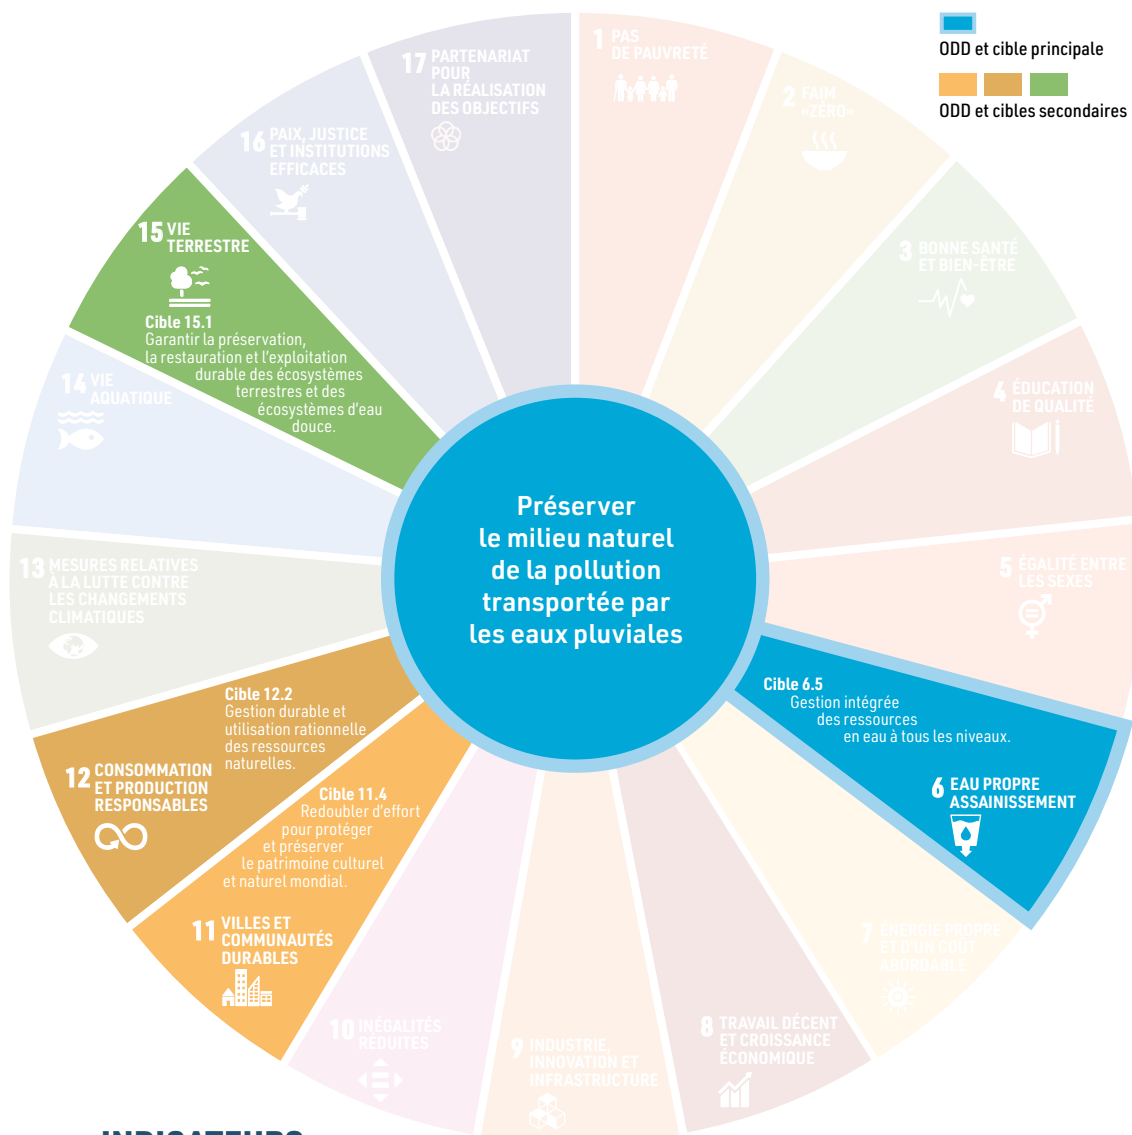 1 PAS
DE PAUVRETÉ
2 FAIM
«ZÉRO»
3 BONNE SANTÉ
ET BIEN-ÊTRE
4 ÉDUCATION
DE QUALITÉ
5 ÉGALITÉ ENTRE
LES SEXES
Cible 6.5
Gestion intégrée
des ressources
en eau à tous les niveaux.
6 EAU PROPRE
ASSAINISSEMENT
7 ÉNERGIE PROPRE
ET D'UN COÛT
ABORDABLE
8 TRAVAIL DÉCENT
ET CROISSANCE
ÉCONOMIQUE
9 INDUSTRIE,
INNOVATION ET
INFRASTRUCTURE
10 INÉGALITÉS
RÉDUITES
Cible 11.4
Redoubler d'effort
pour protéger
et préserver
le patrimoine culturel
et naturel mondial.
11 VILLES ET
COMMUNAUTÉS
DURABLES
Cible 12.2
Gestion durable et
utilisation rationnelle
des ressources
naturelles.
12 CONSOMMATION
ET PRODUCTION
RESPONSABLES
13 MESURES RELATIVES
À LA LUTTE CONTRE
LES CHANGEMENTS
CLIMATIQUES
14 VIE
AQUATIQUE
15 VIE
TERRESTRE
Cible 15.1
Garantir la préservation,
la restauration et l'exploitation
durable des écosystèmes
terrestres et des
écosystèmes d'eau
douce.
16 PAIX, JUSTICE
ET INSTITUTIONS
EFFICACES
17 PARTENARIAT
POUR
LA RÉALISATION
DES OBJECTIFS
Préserver
le milieu naturel
de la pollution
transportée par
les eaux pluviales
ODD et cible principale
ODD et cibles secondaires
INDICATEURS